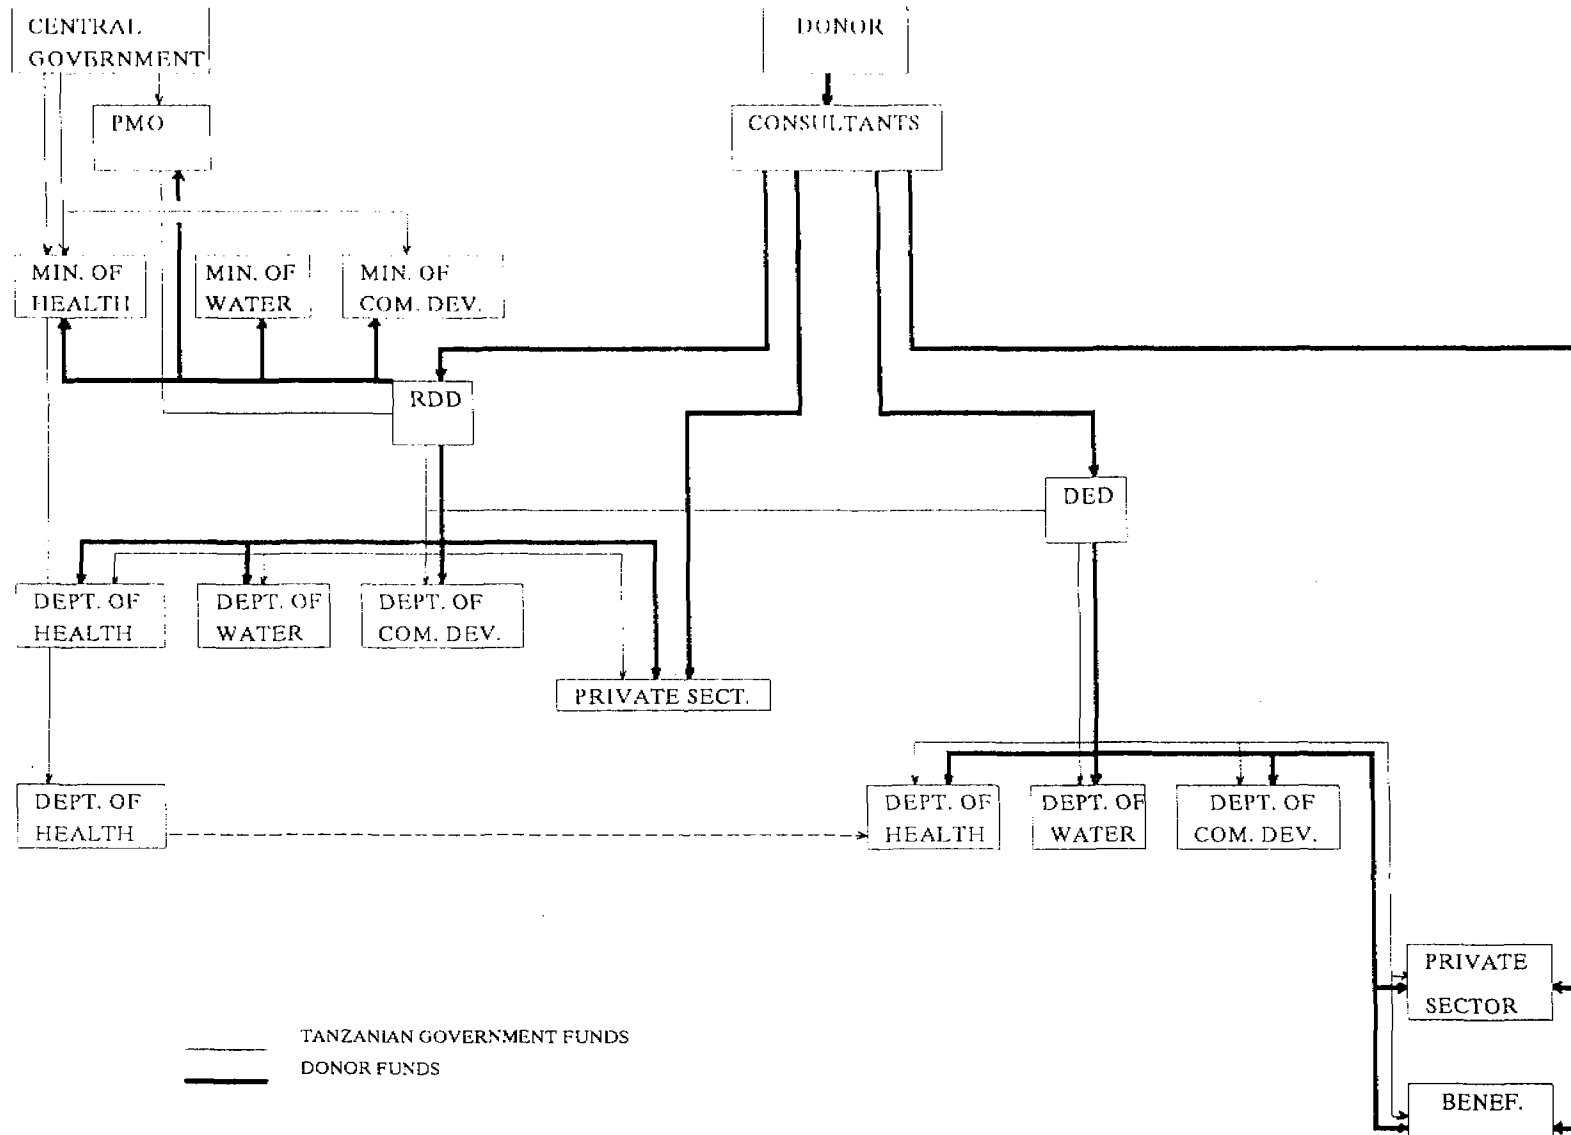 CENTRAL
GOVERNMENT
DONOR
PMO
CONSULTANTS
MIN. OF
HEALTH
MIN. OF
WATER
MIN. OF
COM. DEV.
RDD
DED
DEPT. OF
HEALTH
DEPT. OF
WATER
DEPT. OF
COM. DEV.
PRIVATE SECT.
DEPT. OF
HEALTH
DEPT. OF
HEALTH
DEPT. OF
WATER
DEPT. OF
COM. DEV.
PRIVATE
SECTOR
TANZANIAN GOVERNMENT FUNDS
DONOR FUNDS
BENEF.